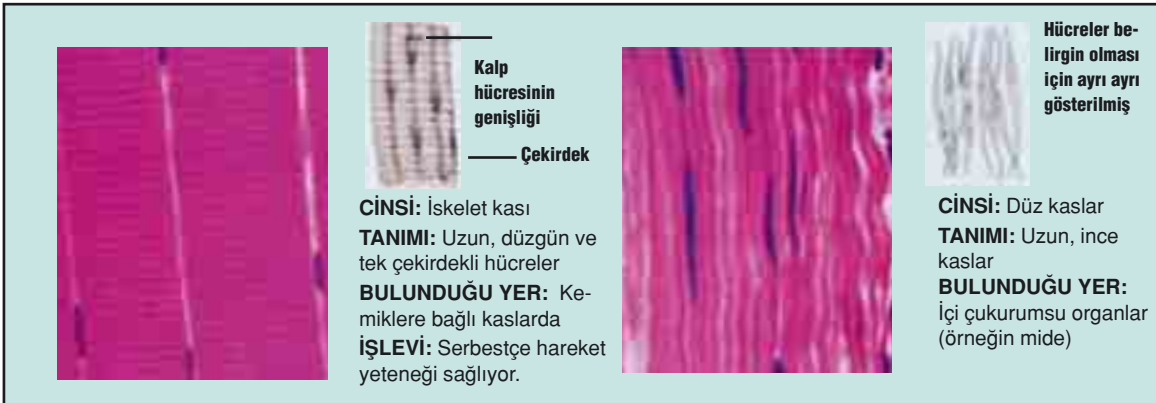 Kalp
hücresinin
genişliği
Çekirdek
CİNSİ: İskelet kası
TANIMI: Uzun, düzgün ve
tek çekirdekli hücreler
BULUNDUĞU YER: Ke-
miklere bağlı kaslarda
İŞLEVİ: Serbestçe hareket
yeteneği sağlıyor.
Hücreler be-
lirgin olması
için ayrı ayrı
gösterilmiş
CİNSİ: Düz kaslar
TANIMI: Uzun, ince
kaslar
BULUNDUĞU YER:
İçi çukurumsu organlar
(örneğin mide)